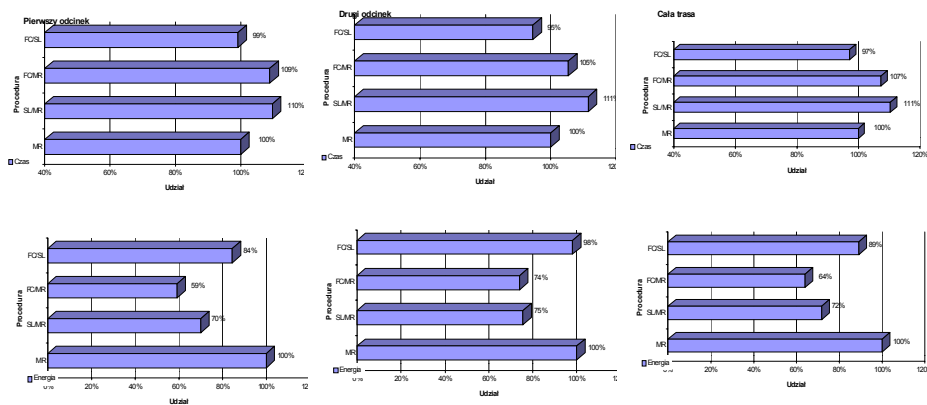 Pierwszy odcinek
FC/SL 99%
FC/MR 109%
SL/MR 110%
MR 100%
Procedura
Czas
40% 60% 80% 100% 12
Udział
Drugi odcinek
FC/SL 95%
FC/MR 105%
SL/MR 111%
MR 100%
Procedura
Czas
40% 60% 80% 100% 120
Udział
Cała trasa
FC/SL 97%
FC/MR 107%
SL/MR 111%
MR 100%
Procedura
Czas
40% 60% 80% 100% 120%
Udział
FC/SL 84%
FC/MR 59%
SL/MR 70%
MR 100%
Procedura
Energia
0% 20% 40% 60% 80% 100% 12
Udział
FC/SL 98%
FC/MR 74%
SL/MR 75%
MR 100%
Procedura
Energia
20% 40% 60% 80% 100% 12
Udział
FC/SL 89%
FC/MR 64%
SL/MR 72%
MR 100%
Procedura
Energia
20% 40% 60% 80% 100% 120
Udział